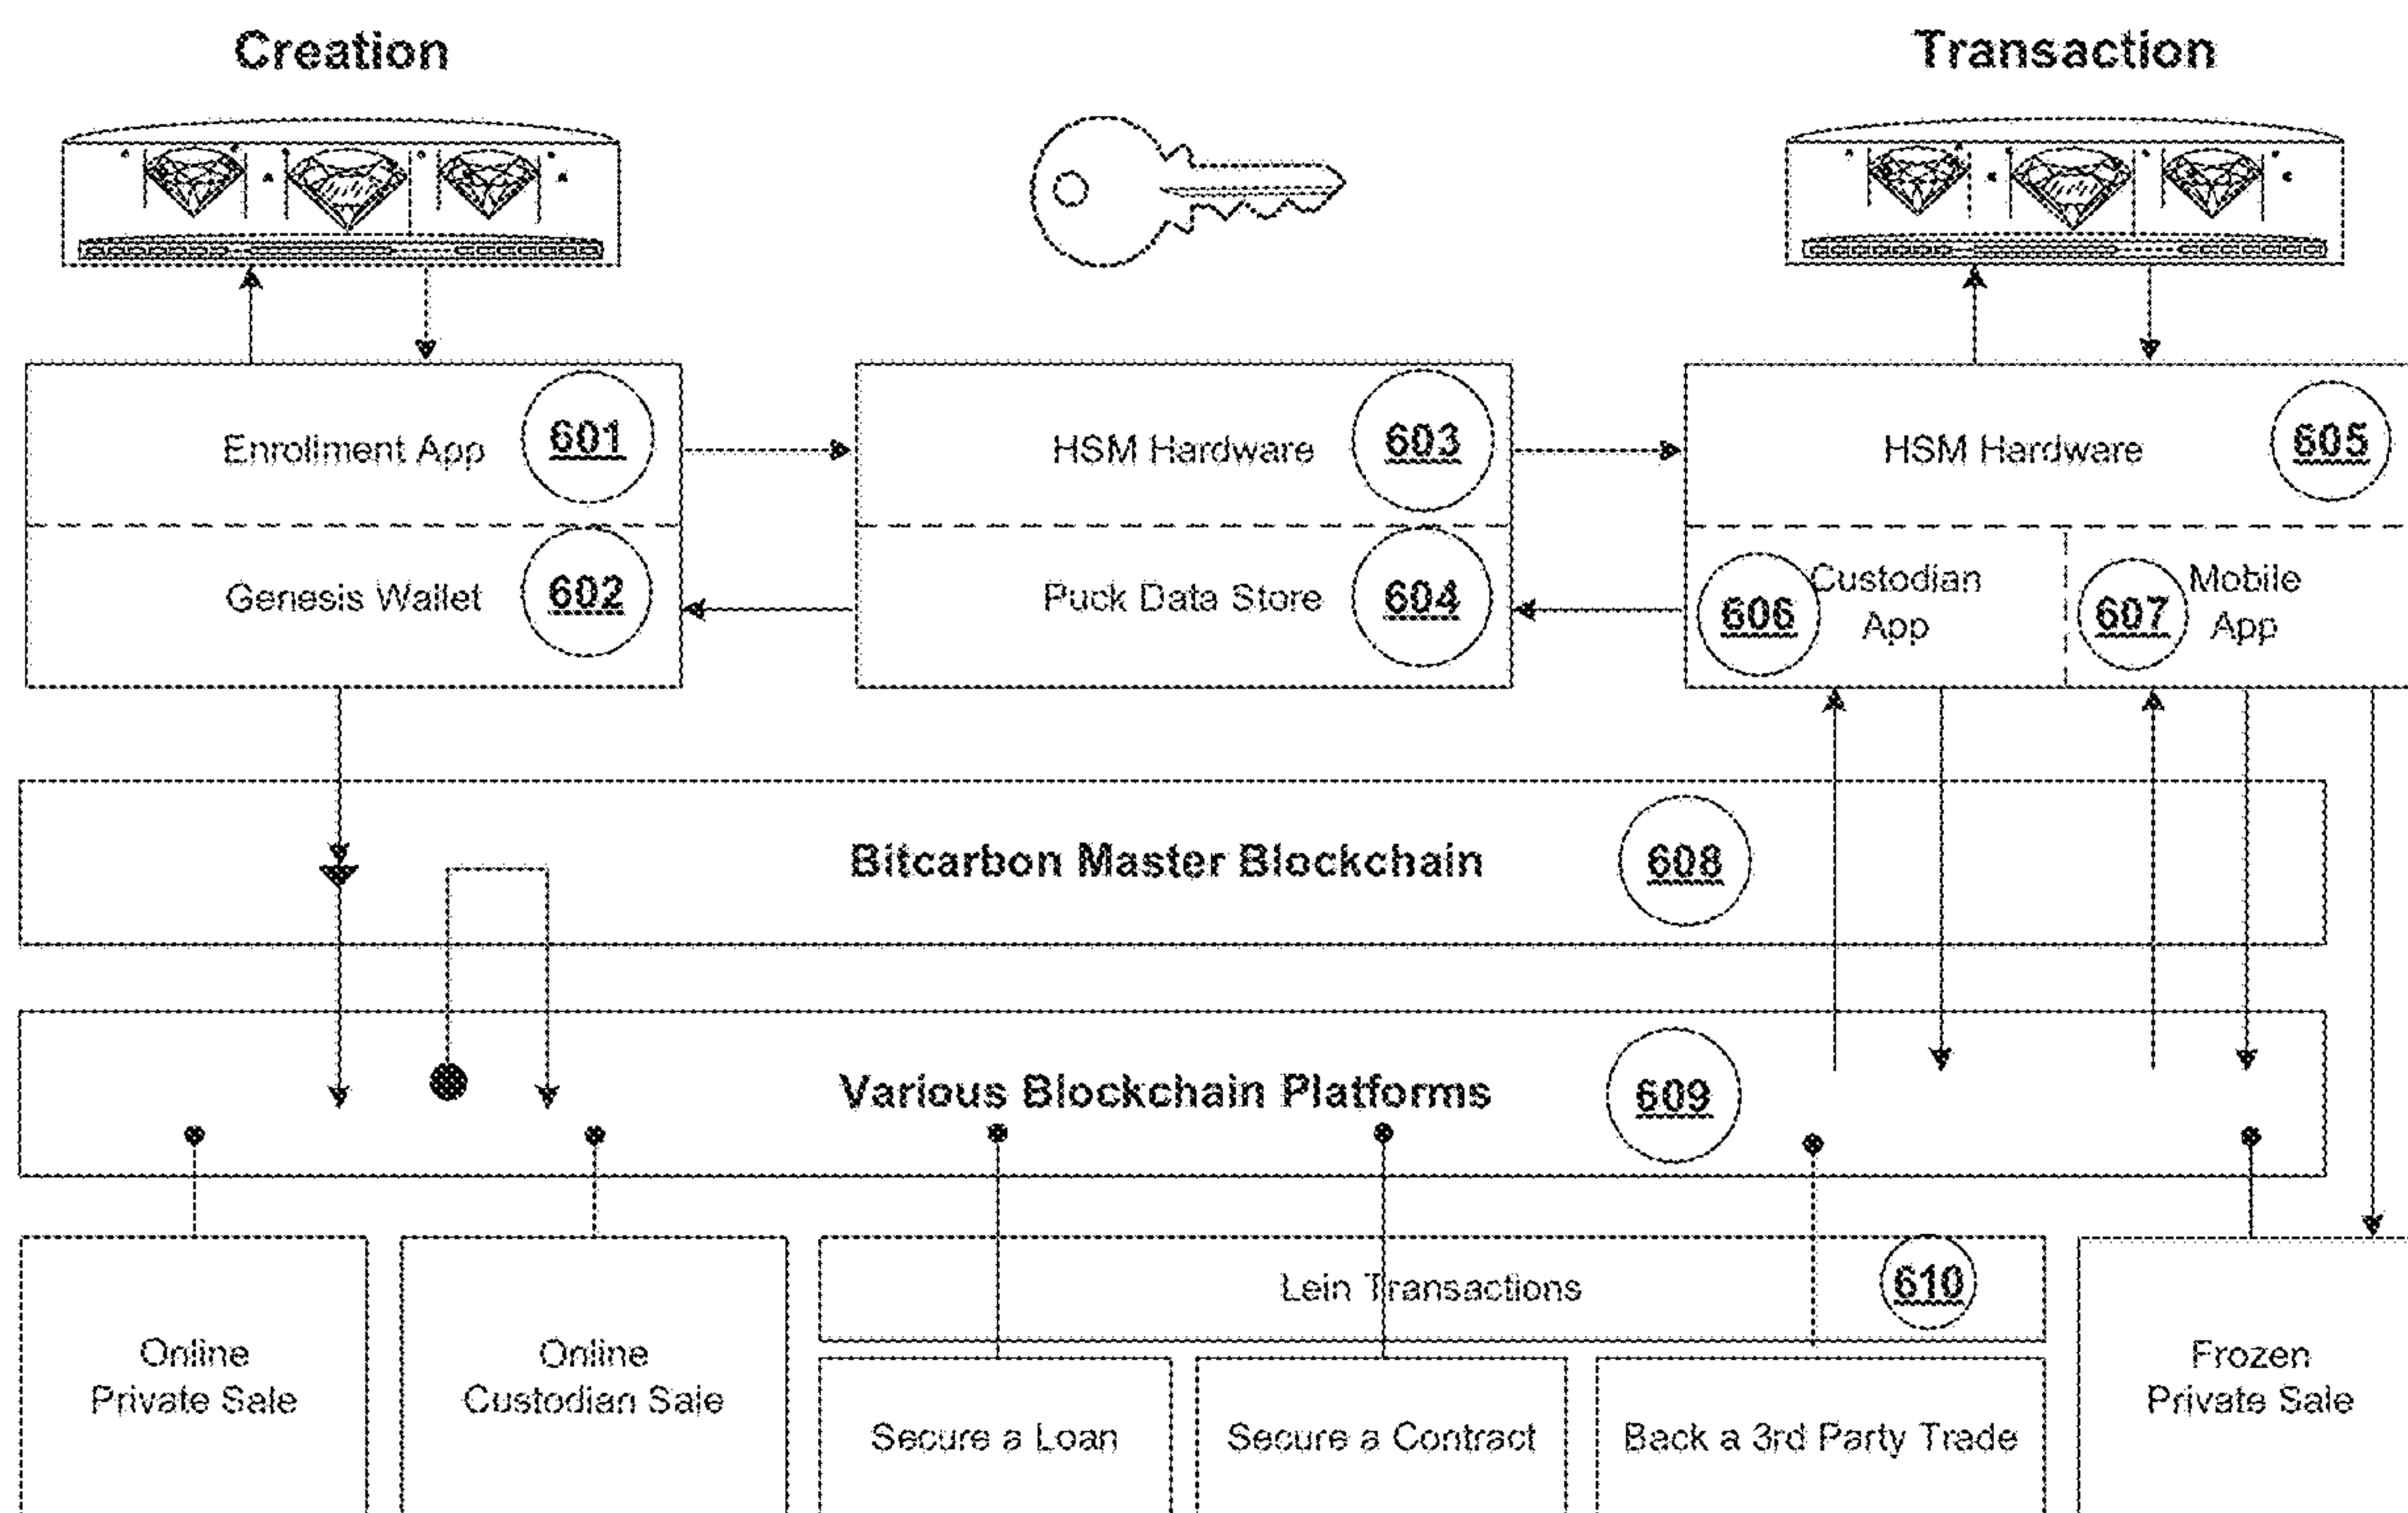 Creation
Transaction
Enrollment App
601
HSM Hardware
603
HSM Hardware
605
Genesis Wallet
602
Puck Data Store
604
606
Custodian
App
607
Mobile
App
Bitcarbon Master Blockchain
608
Various Blockchain Platforms
609
Lein Transactions
610
Online
Private Sale
Online
Custodian Sale
Secure a Loan
Secure a Contract
Back a 3rd Party Trade
Frozen
Private Sale